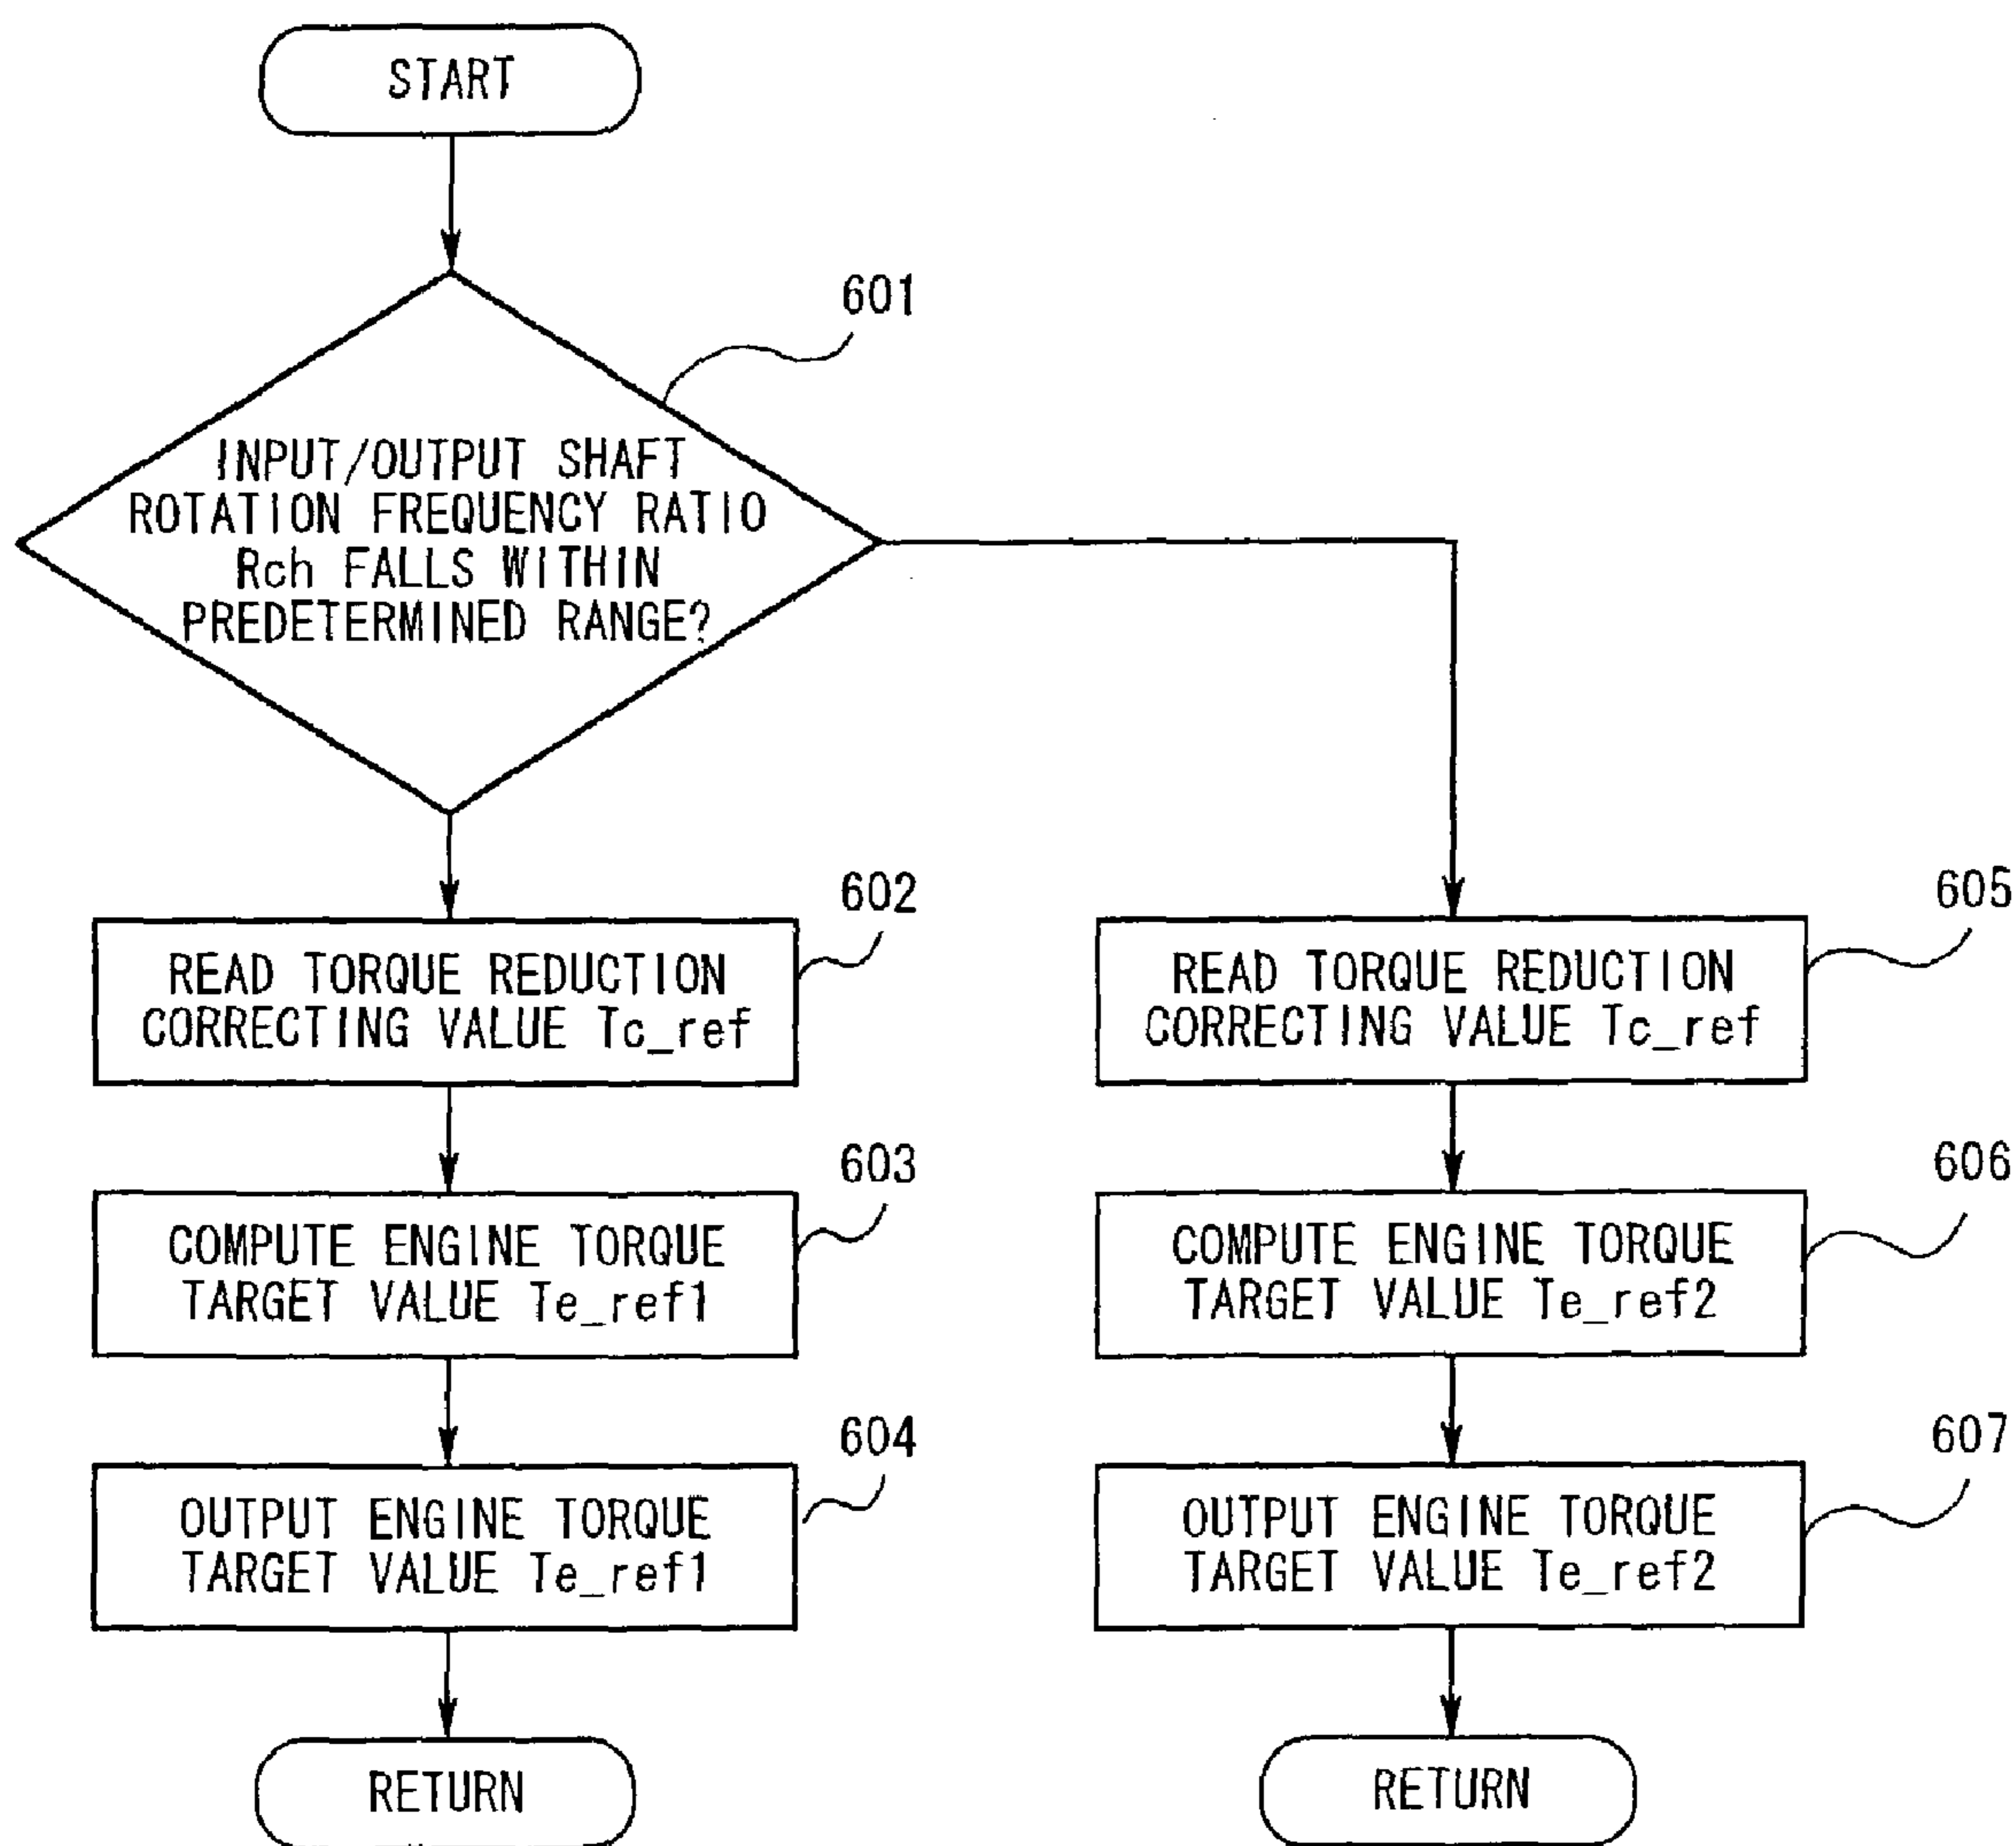 START
601
INPUT/OUTPUT SHAFT
ROTATION FREQUENCY RATIO
Rch FALLS WITHIN
PREDETERMINED RANGE?
602
READ TORQUE REDUCTION
CORRECTING VALUE Tc_ref
603
COMPUTE ENGINE TORQUE
TARGET VALUE Te_ref1
604
OUTPUT ENGINE TORQUE
TARGET VALUE Te_ref1
RETURN
605
READ TORQUE REDUCTION
CORRECTING VALUE Tc_ref
606
COMPUTE ENGINE TORQUE
TARGET VALUE Te_ref2
607
OUTPUT ENGINE TORQUE
TARGET VALUE Te_ref2
RETURN